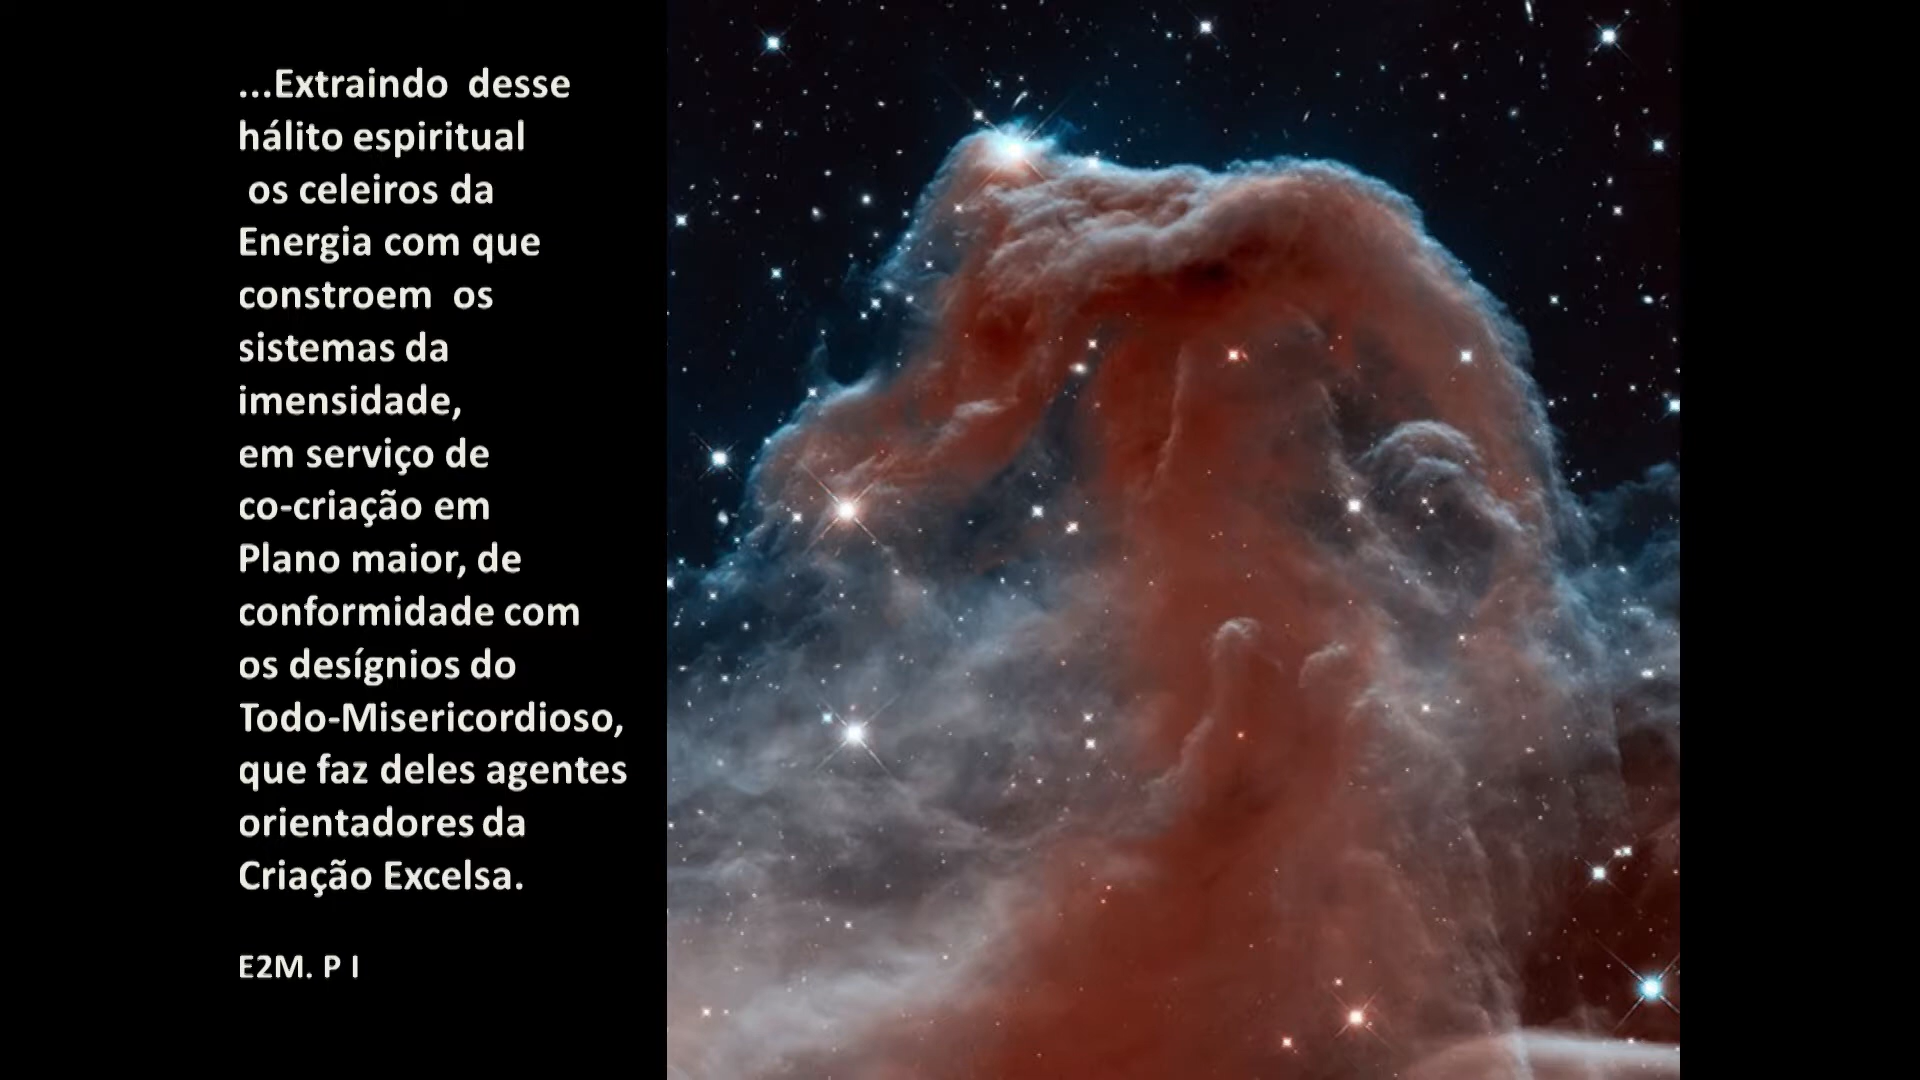 ...Extraindo desse
hálito espiritual
os celeiros da
Energia com que
constroem os
sistemas da
imensidade,
em serviço de
co-criação em
Plano maior, de
conformidade com
os desígnios do
Todo-Misericordioso,
que faz deles agentes
orientadores da
Criação Excelsa.
E2M. P I